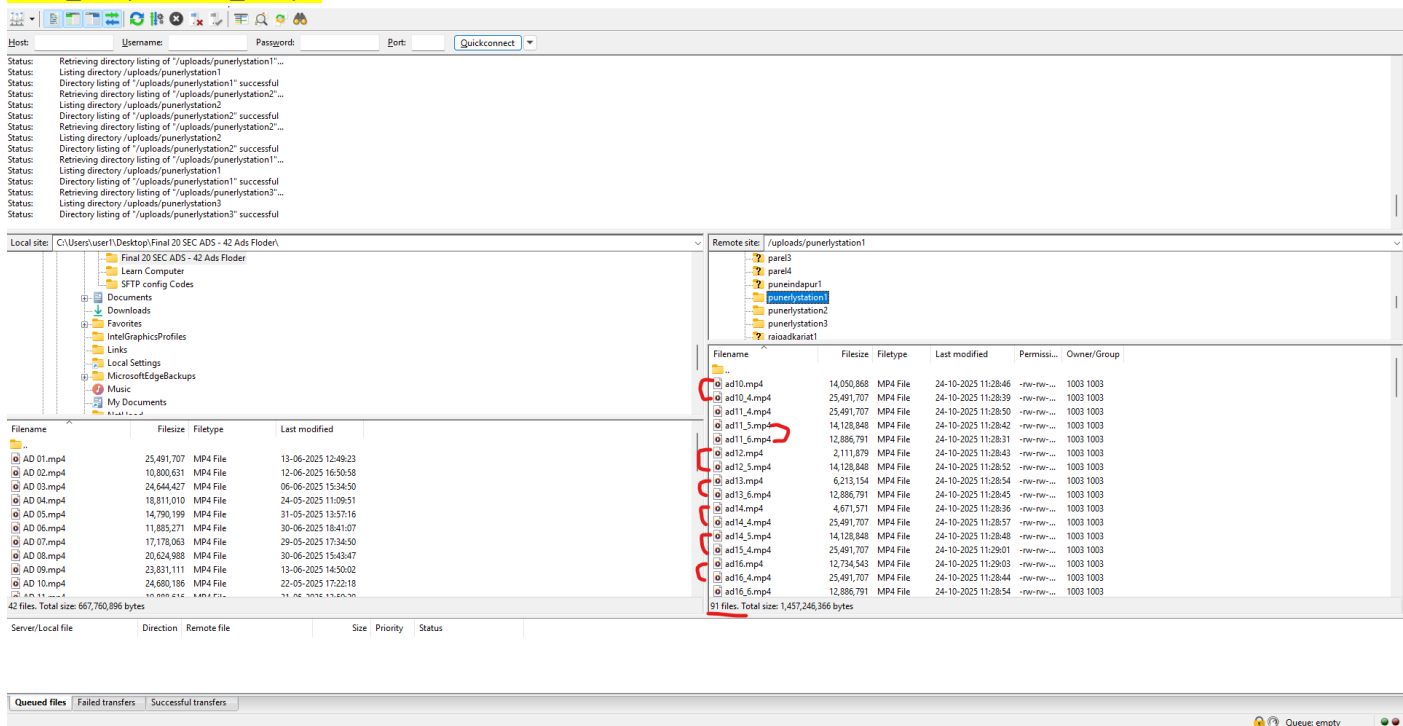 Host: Username: Password: Port: Quickconnect
Status: Retrieving directory listing of "/uploads/punerlystation1"...
Status: Listing directory /uploads/punerlystation1
Status: Directory listing of "/uploads/punerlystation1" successful
Status: Retrieving directory listing of "/uploads/punerlystation2"...
Status: Listing directory /uploads/punerlystation2
Status: Directory listing of "/uploads/punerlystation2" successful
Status: Retrieving directory listing of "/uploads/punerlystation2"...
Status: Listing directory /uploads/punerlystation2
Status: Directory listing of "/uploads/punerlystation2" successful
Status: Retrieving directory listing of "/uploads/punerlystation1"...
Status: Listing directory /uploads/punerlystation1
Status: Directory listing of "/uploads/punerlystation1" successful
Status: Retrieving directory listing of "/uploads/punerlystation3"...
Status: Listing directory /uploads/punerlystation3
Status: Directory listing of "/uploads/punerlystation3" successful
Local site: C:\Users\user1\Desktop\Final 20 SEC ADS - 42 Ads Floder\
Final 20 SEC ADS - 42 Ads Floder
Learn Computer
SFTP config Codes
Documents
Downloads
Favorites
IntelGraphicsProfiles
Links
Local Settings
MicrosoftEdgeBackups
Music
My Documents
Filename Filesize Filetype Last modified
..
AD 01.mp4 25,491,707 MP4 File 13-06-2025 12:49:23
AD 02.mp4 10,800,631 MP4 File 12-06-2025 16:50:58
AD 03.mp4 24,644,427 MP4 File 06-06-2025 15:34:50
AD 04.mp4 18,811,010 MP4 File 24-05-2025 11:09:51
AD 05.mp4 14,790,199 MP4 File 31-05-2025 13:57:16
AD 06.mp4 11,885,271 MP4 File 30-06-2025 18:41:07
AD 07.mp4 17,178,063 MP4 File 29-05-2025 17:34:50
AD 08.mp4 20,624,988 MP4 File 30-06-2025 15:43:47
AD 09.mp4 23,831,111 MP4 File 13-06-2025 14:50:02
AD 10.mp4 24,680,186 MP4 File 22-05-2025 17:22:18
42 files. Total size: 667,760,896 bytes
Remote site: /uploads/punerlystation1
parel3
parel4
puneindapur1
punerlystation1
punerlystation2
punerlystation3
raigadkarjat1
Filename Filesize Filetype Last modified Permissi... Owner/Group
..
ad10.mp4 14,050,868 MP4 File 24-10-2025 11:28:46 -rw-rw-... 1003 1003
ad10_4.mp4 25,491,707 MP4 File 24-10-2025 11:28:39 -rw-rw-... 1003 1003
ad11_4.mp4 25,491,707 MP4 File 24-10-2025 11:28:50 -rw-rw-... 1003 1003
ad11_5.mp4 14,128,848 MP4 File 24-10-2025 11:28:42 -rw-rw-... 1003 1003
ad11_6.mp4 12,886,791 MP4 File 24-10-2025 11:28:31 -rw-rw-... 1003 1003
ad12.mp4 2,111,879 MP4 File 24-10-2025 11:28:43 -rw-rw-... 1003 1003
ad12_5.mp4 14,128,848 MP4 File 24-10-2025 11:28:52 -rw-rw-... 1003 1003
ad13.mp4 6,213,154 MP4 File 24-10-2025 11:28:54 -rw-rw-... 1003 1003
ad13_6.mp4 12,886,791 MP4 File 24-10-2025 11:28:45 -rw-rw-... 1003 1003
ad14.mp4 4,671,571 MP4 File 24-10-2025 11:28:36 -rw-rw-... 1003 1003
ad14_4.mp4 25,491,707 MP4 File 24-10-2025 11:28:57 -rw-rw-... 1003 1003
ad14_5.mp4 14,128,848 MP4 File 24-10-2025 11:28:48 -rw-rw-... 1003 1003
ad15_4.mp4 25,491,707 MP4 File 24-10-2025 11:29:01 -rw-rw-... 1003 1003
ad16.mp4 12,734,543 MP4 File 24-10-2025 11:29:03 -rw-rw-... 1003 1003
ad16_4.mp4 25,491,707 MP4 File 24-10-2025 11:28:44 -rw-rw-... 1003 1003
ad16_6.mp4 12,886,791 MP4 File 24-10-2025 11:28:54 -rw-rw-... 1003 1003
91 files. Total size: 1,457,246,366 bytes
Server/Local file Direction Remote file Size Priority Status
Queued files Failed transfers Successful transfers
Queue: empty